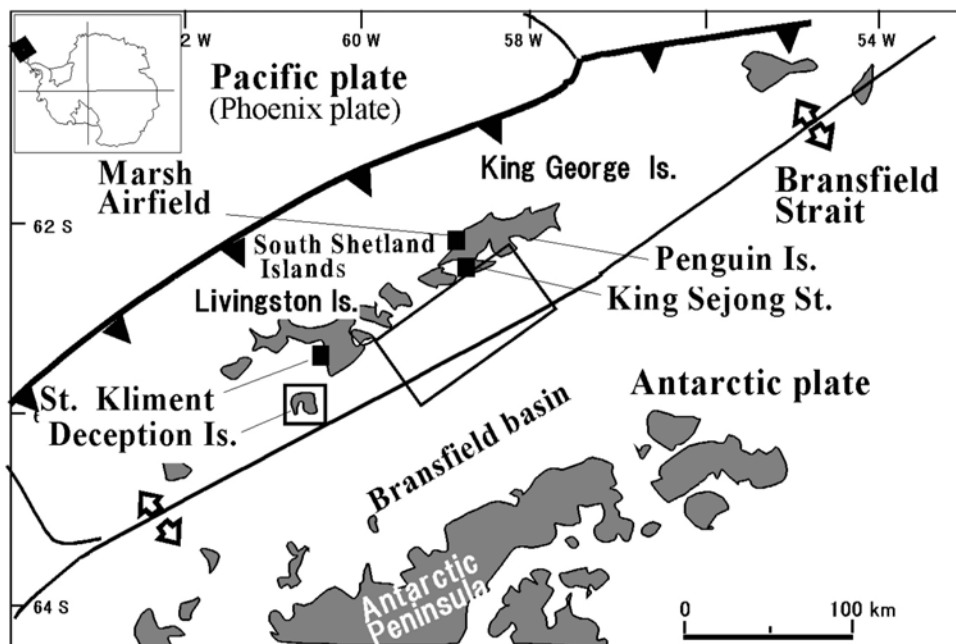 2 W
60 W
58 W
54 W
Pacific plate
(Phoenix plate)
Marsh
Airfield
King George Is.
Bransfield
Strait
62 S
South Shetland
Islands
Penguin Is.
Livingston Is.
King Sejong St.
St. Kliment
Deception Is.
Antarctic plate
Bransfield basin
Antarctic
Peninsula
64 S
0
100 km